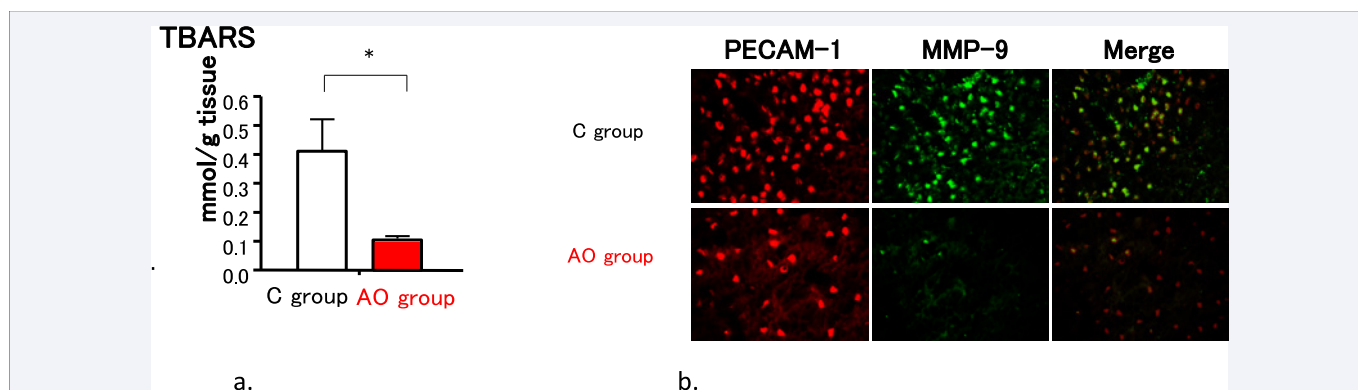 TBARS
*
mmol/g tissue
0.6
0.5
0.4
0.3
0.2
0.1
0.0
C group AO group
a.
PECAM-1 MMP-9 Merge
C group
AO group
b.